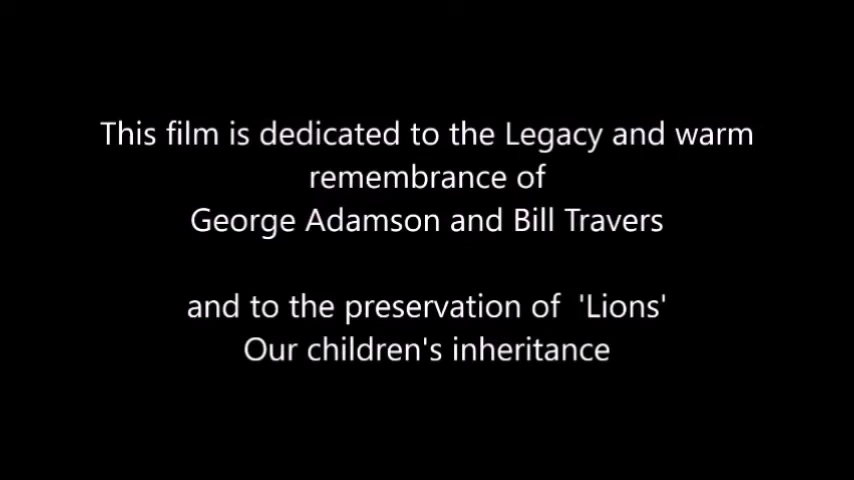 This film is dedicated to the Legacy and warm
remembrance of
George Adamson and Bill Travers
and to the preservation of  'Lions'
Our children's inheritance